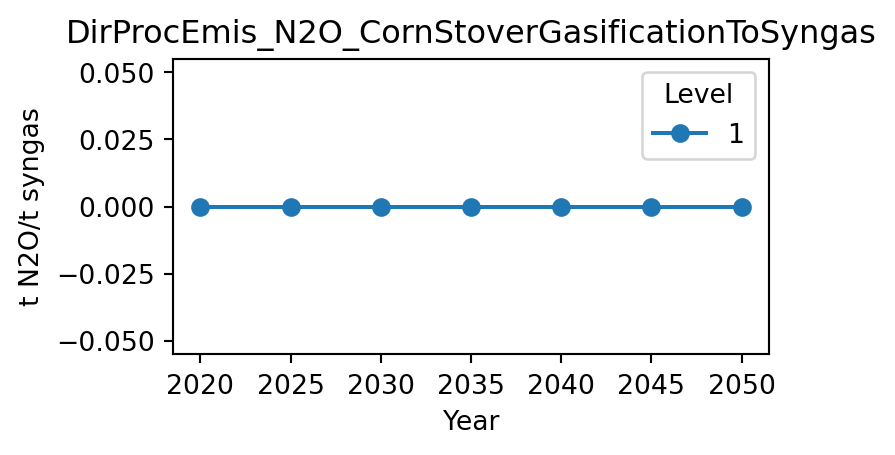 DirProcEmis_N2O_CornStoverGasificationToSyngas
t N2O/t syngas
0.050
0.025
0.000
−0.025
−0.050
Level
1
2020 2025 2030 2035 2040 2045 2050
Year